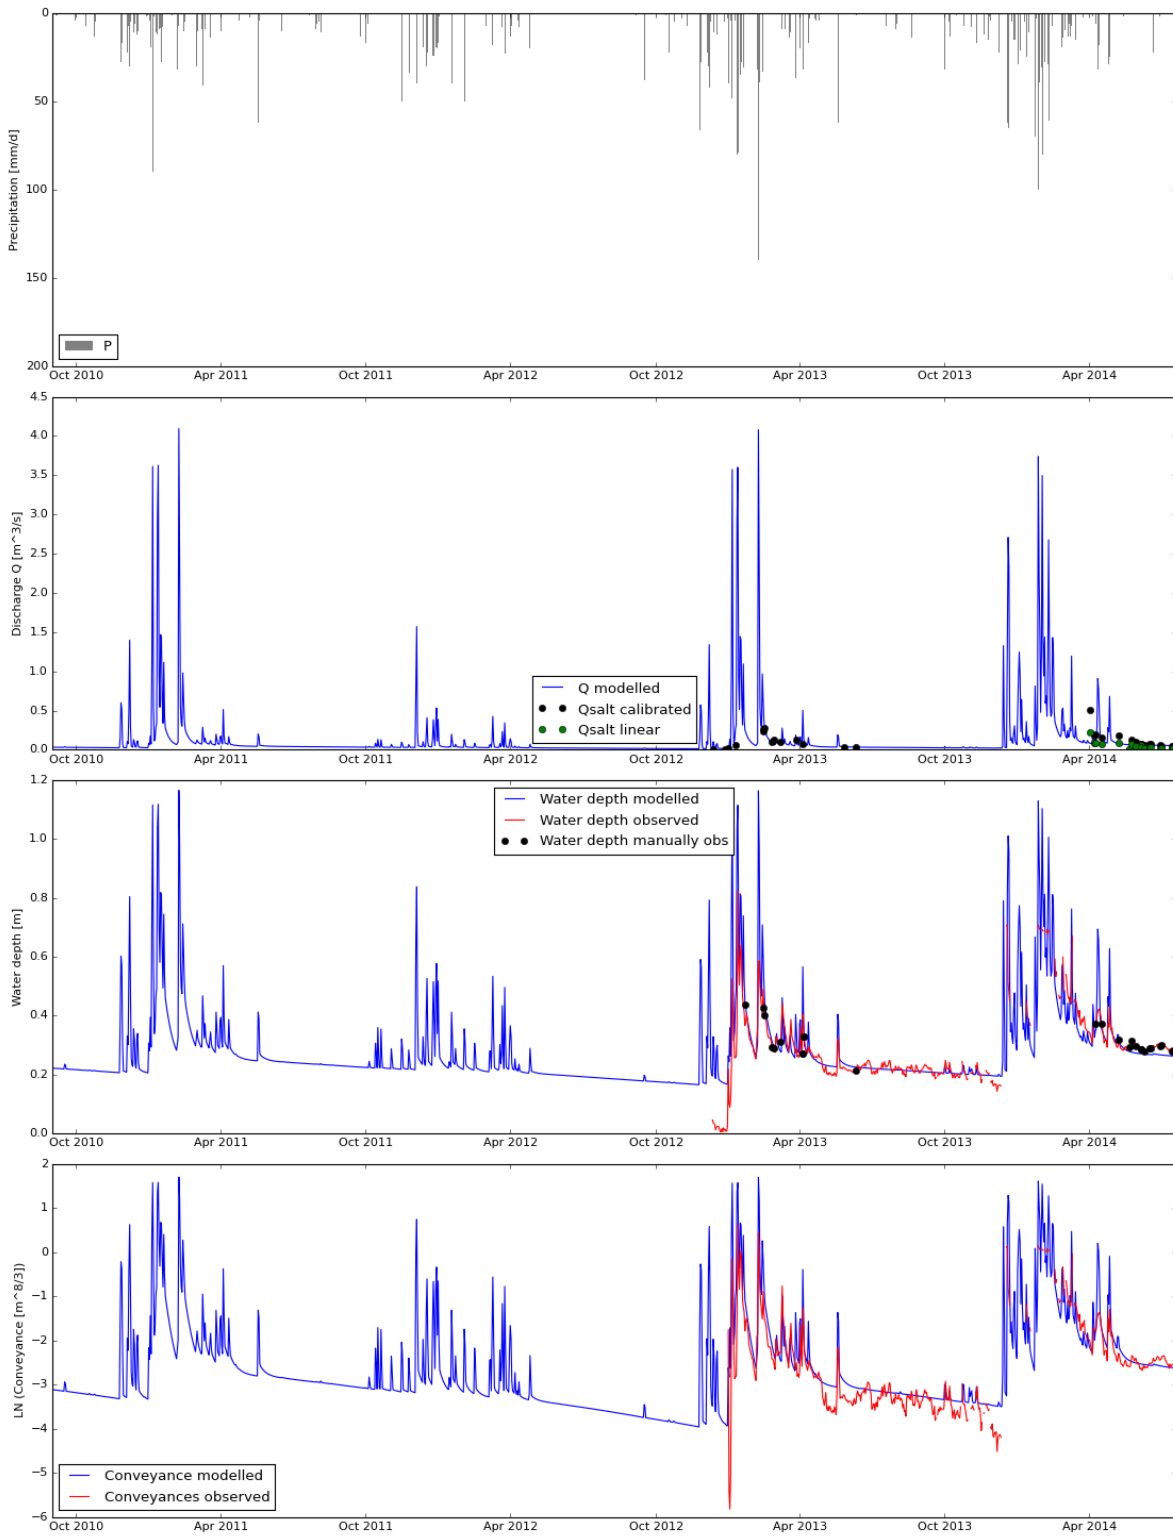 0
50
100
150
200
Precipitation [mm/d]
P
Oct 2010 Apr 2011 Oct 2011 Apr 2012 Oct 2012 Apr 2013 Oct 2013 Apr 2014
4.5
4.0
3.5
3.0
2.5
2.0
1.5
1.0
0.5
0.0
Discharge Q [m^3/s]
Q modelled
Qsalt calibrated
Qsalt linear
Oct 2010 Apr 2011 Oct 2011 Apr 2012 Oct 2012 Apr 2013 Oct 2013 Apr 2014
1.2
1.0
0.8
0.6
0.4
0.2
0.0
Water depth [m]
Water depth modelled
Water depth observed
Water depth manually obs
Oct 2010 Apr 2011 Oct 2011 Apr 2012 Oct 2012 Apr 2013 Oct 2013 Apr 2014
2
1
0
−1
−2
−3
−4
−5
−6
LN (Conveyance [m^8/3])
Conveyance modelled
Conveyances observed
Oct 2010 Apr 2011 Oct 2011 Apr 2012 Oct 2012 Apr 2013 Oct 2013 Apr 2014